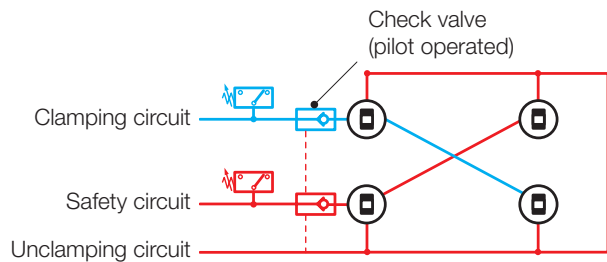 Check valve
(pilot operated)
Clamping circuit
Safety circuit
Unclamping circuit